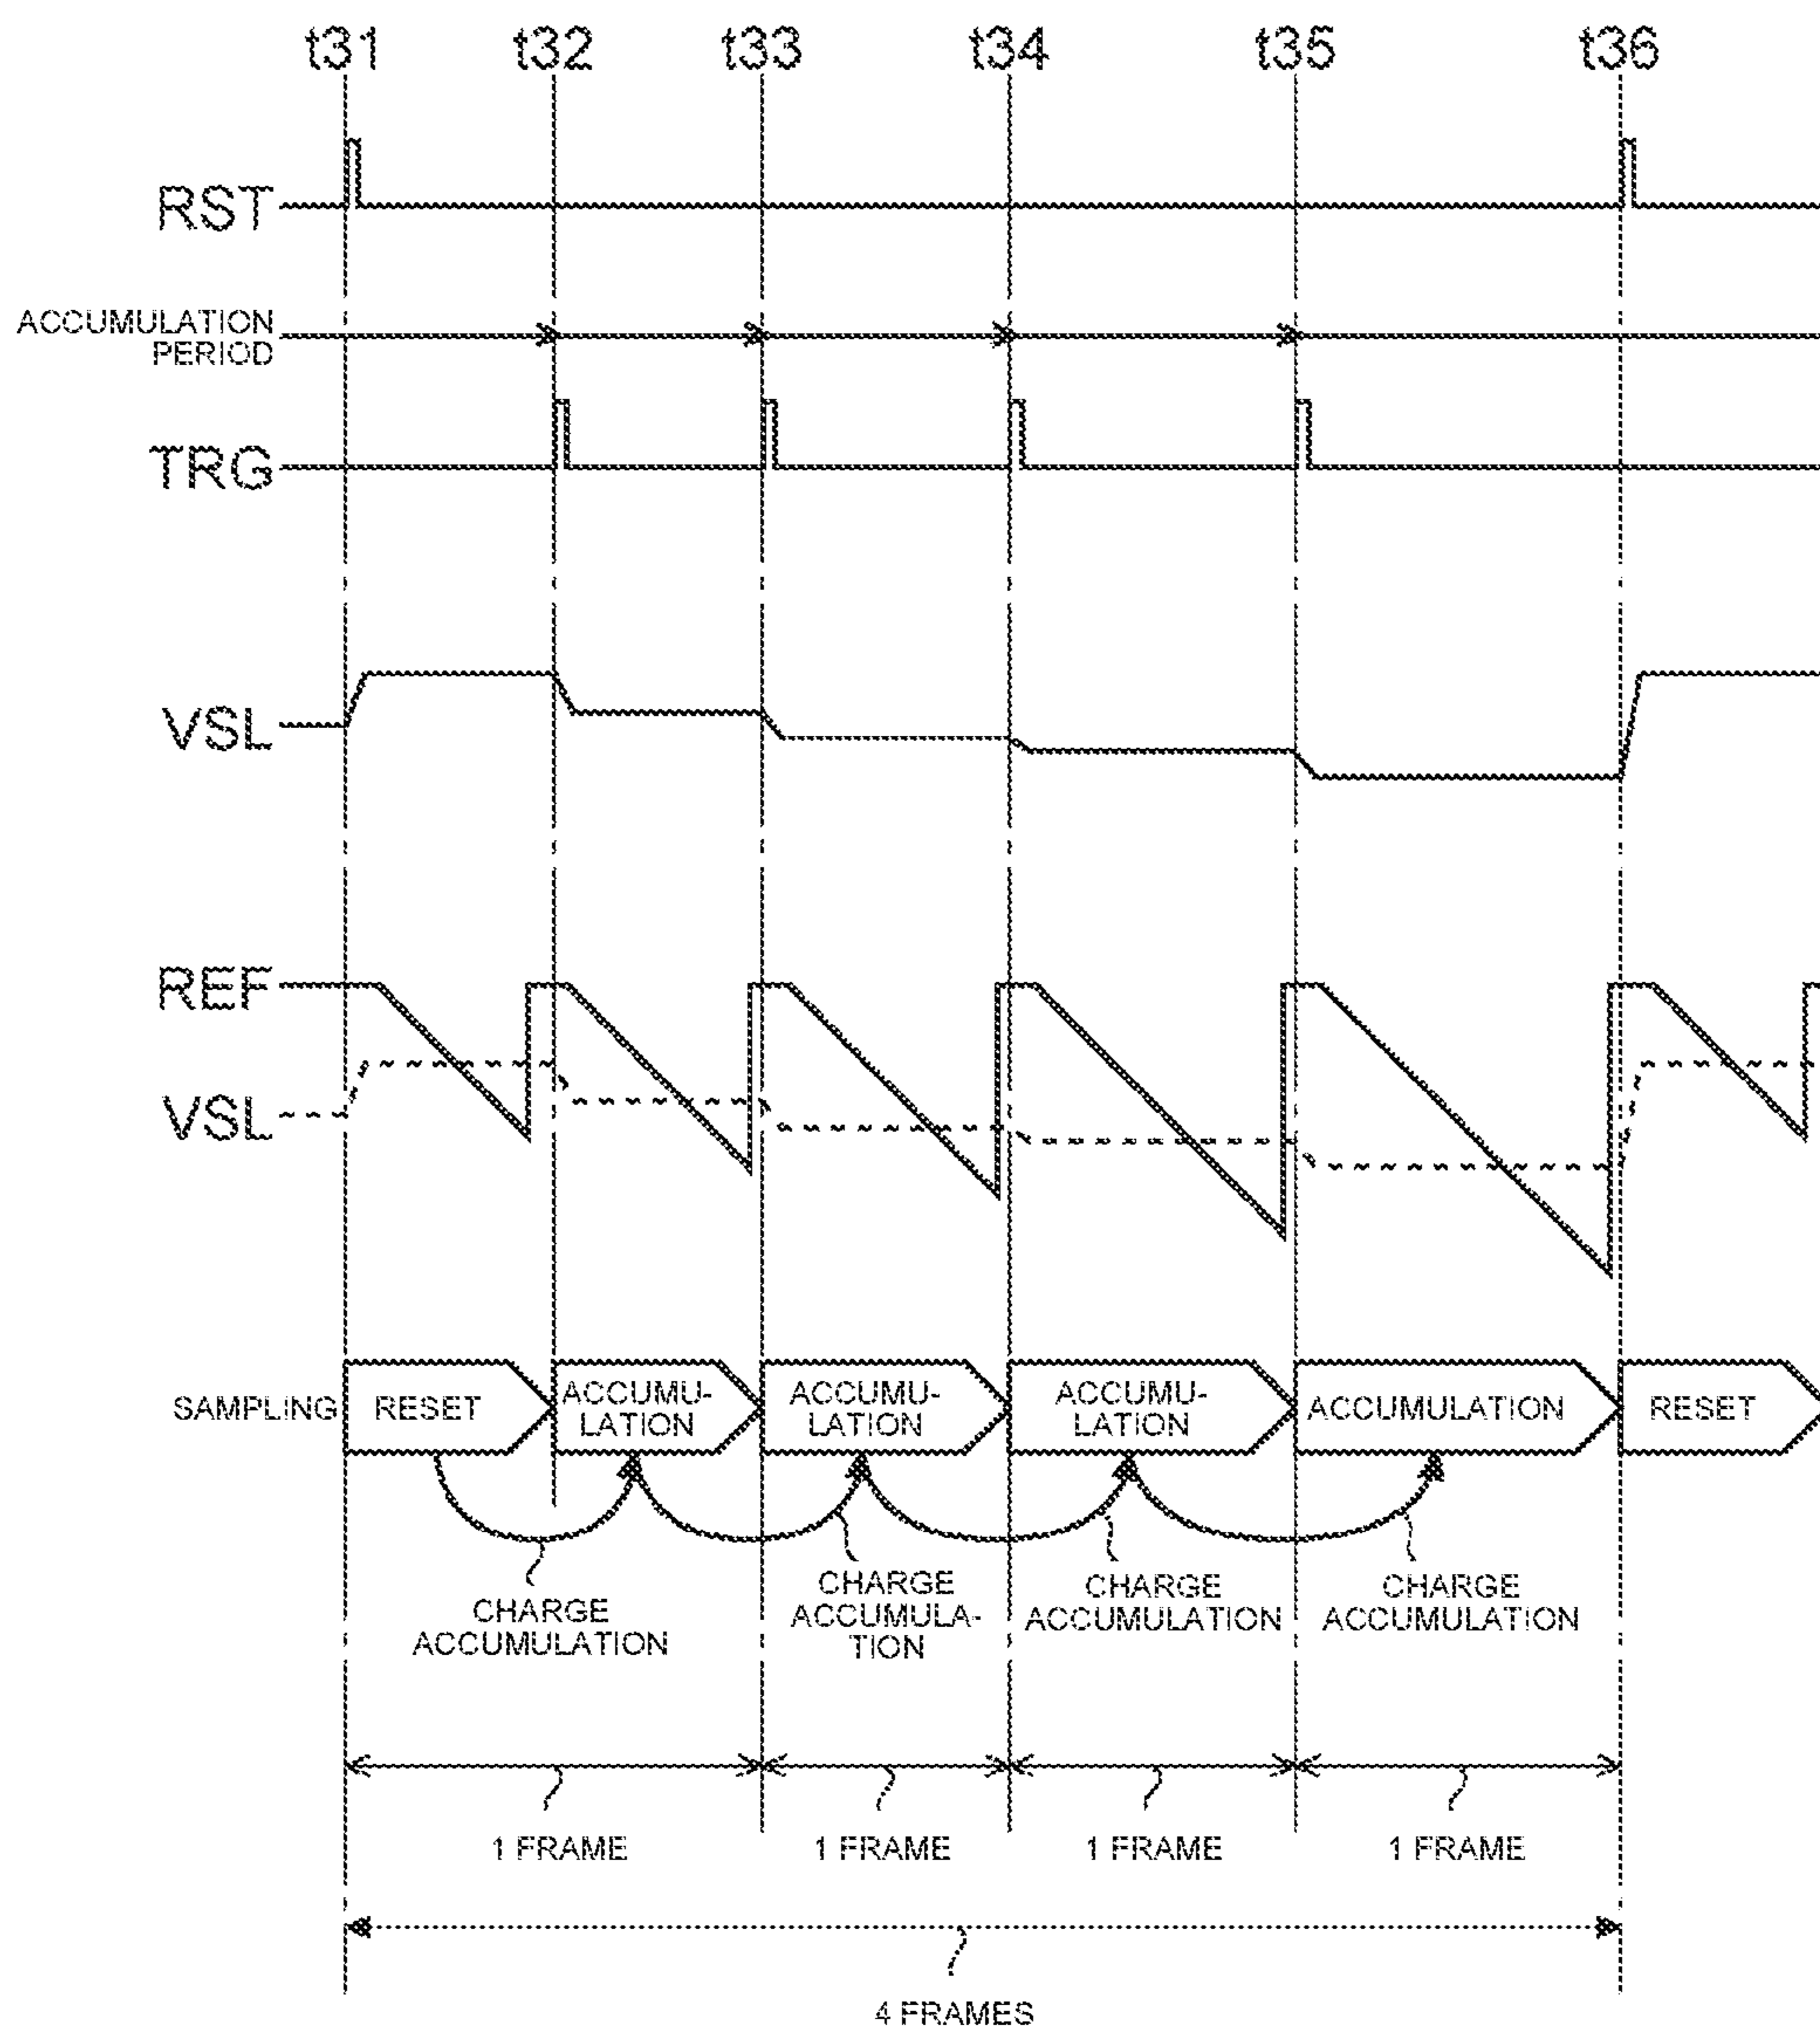 t31 t32 t33 t34 t35 t36
RST
ACCUMULATION
PERIOD
TRG
VSL
REF
VSL
SAMPLING
RESET
ACCUMU-
LATION
ACCUMU-
LATION
ACCUMU-
LATION
ACCUMULATION
RESET
CHARGE
ACCUMULATION
CHARGE
ACCUMULA-
TION
CHARGE
ACCUMULATION
CHARGE
ACCUMULATION
1 FRAME
1 FRAME
1 FRAME
1 FRAME
4 FRAMES